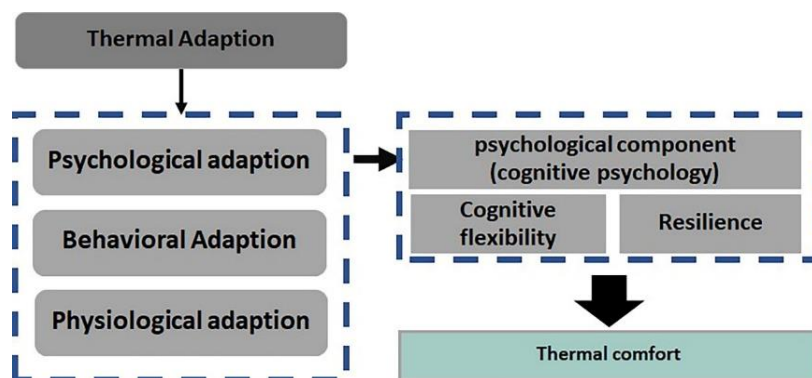 Thermal Adaption
Psychological adaption
Behavioral Adaption
Physiological adaption
psychological component
(cognitive psychology)
Cognitive
flexibility
Resilience
Thermal comfort